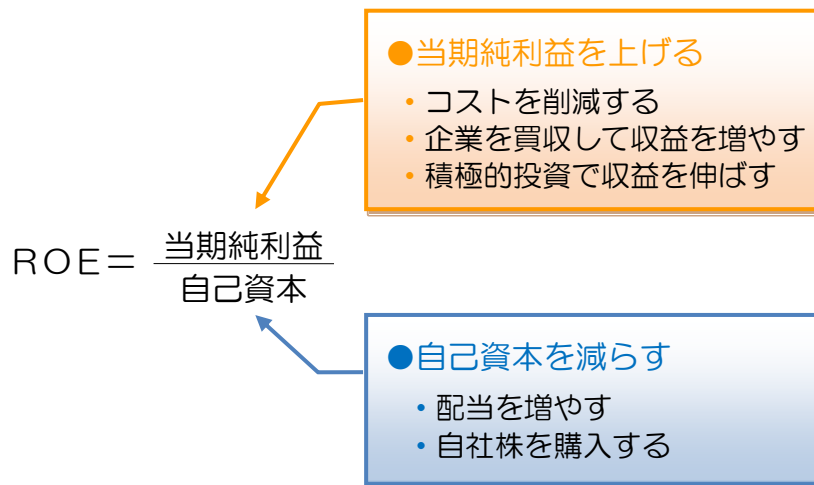 ●当期純利益を上げる
・コストを削減する
・企業を買収して収益を増やす
・積極的投資で収益を伸ばす
ROE＝ 当期純利益
自己資本
●自己資本を減らす
・配当を増やす
・自社株を購入する